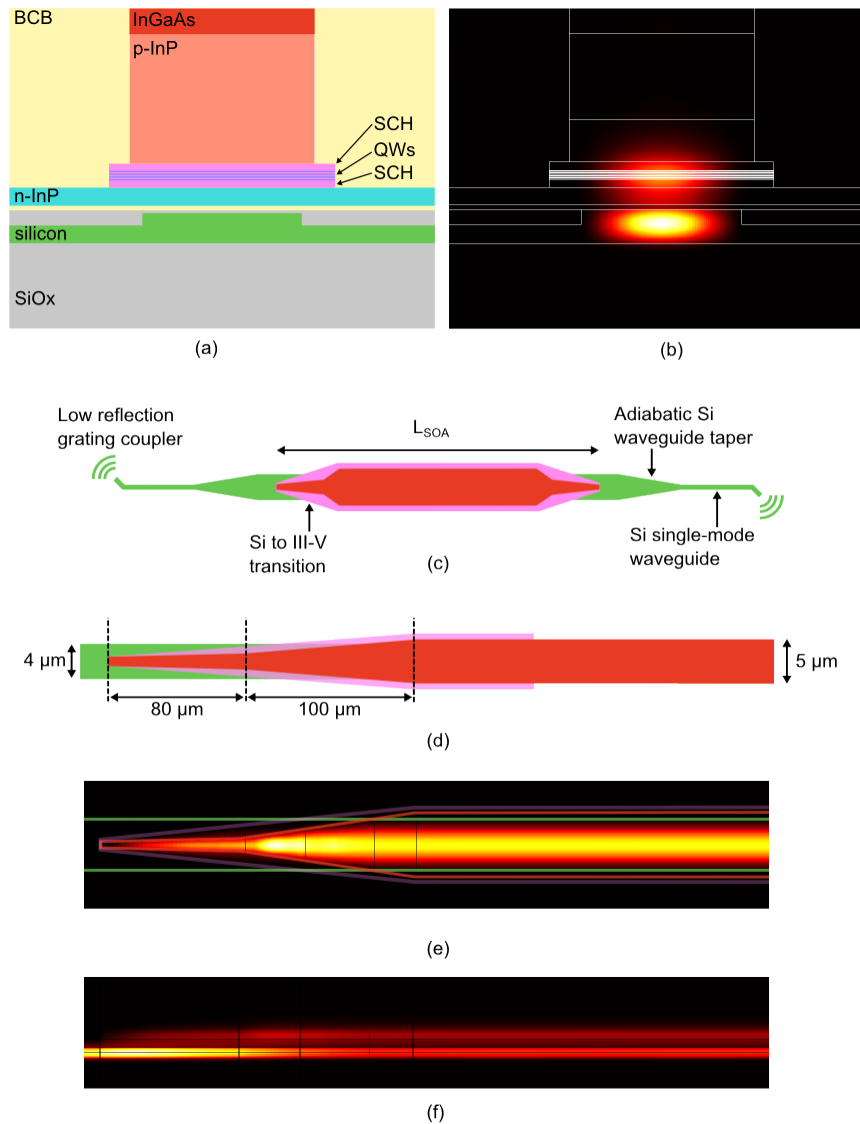 BCB
InGaAs
p-InP
SCH
QWs
SCH
n-InP
silicon
SiOx
(a)
(b)
Low reflection
grating coupler
LSOA
Adiabatic Si
waveguide taper
Si to III-V
transition
Si single-mode
waveguide
(c)
4 μm
80 μm
100 μm
5 μm
(d)
(e)
(f)